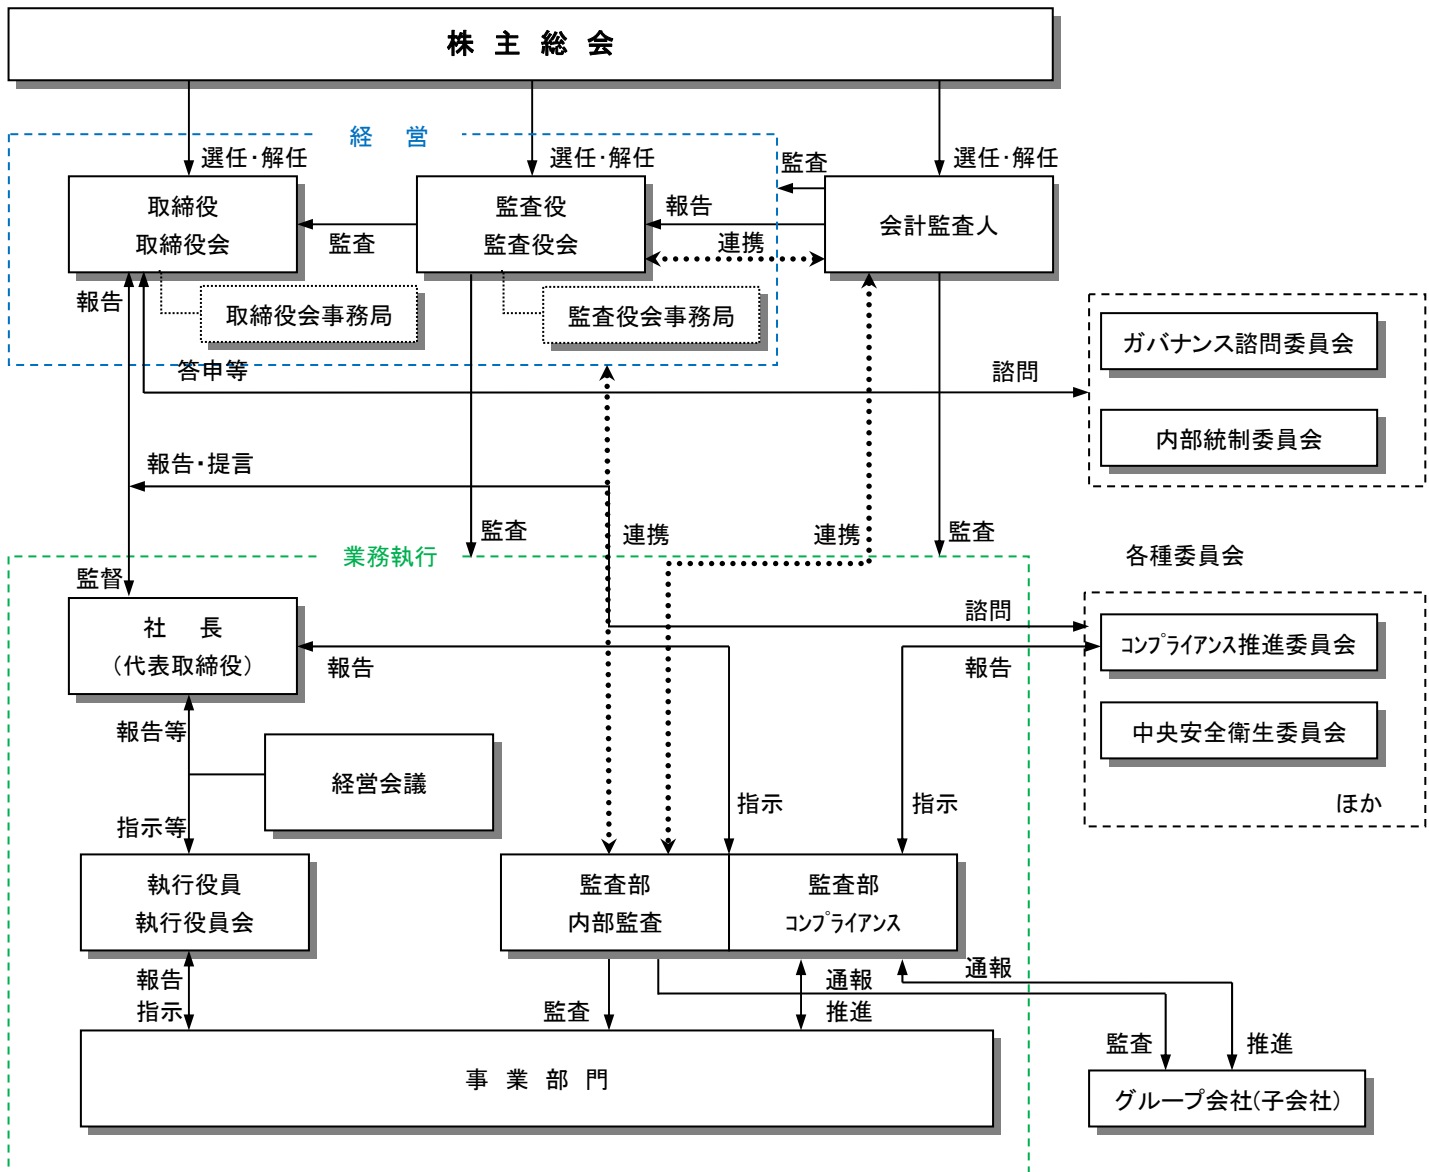 株 主 総 会
経 営
選任・解任
選任・解任
監査
選任・解任
取締役
取締役会
監査
監査役
監査役会
報告
連携
会計監査人
報告
取締役会事務局
監査役会事務局
ガバナンス諮問委員会
答申等
諮問
内部統制委員会
報告・提言
監査
連携
連携
監査
業務執行
各種委員会
監督
諮問
社 長
(代表取締役)
報告
報告
コンプライアンス推進委員会
報告等
中央安全衛生委員会
経営会議
指示
指示
ほか
指示等
執行役員
執行役員会
監査部
内部監査
監査部
コンプライアンス
報告
指示
監査
通報
推進
通報
監査
推進
事 業 部 門
グループ会社(子会社)